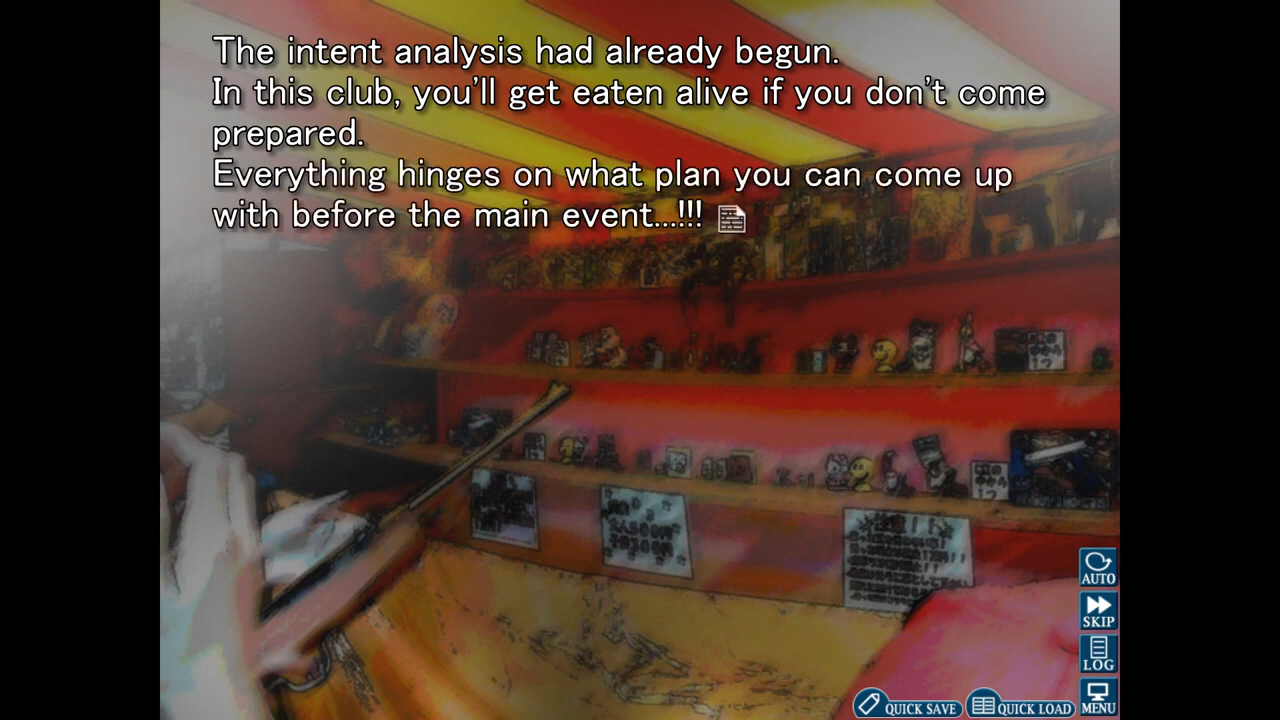 The intent analysis had already begun.
In this club, you'll get eaten alive if you don't come
prepared.
Everything hinges on what plan you can come up
with before the main event...!!!
AUTO
SKIP
LOG
MENU
QUICK SAVE
QUICK LOAD